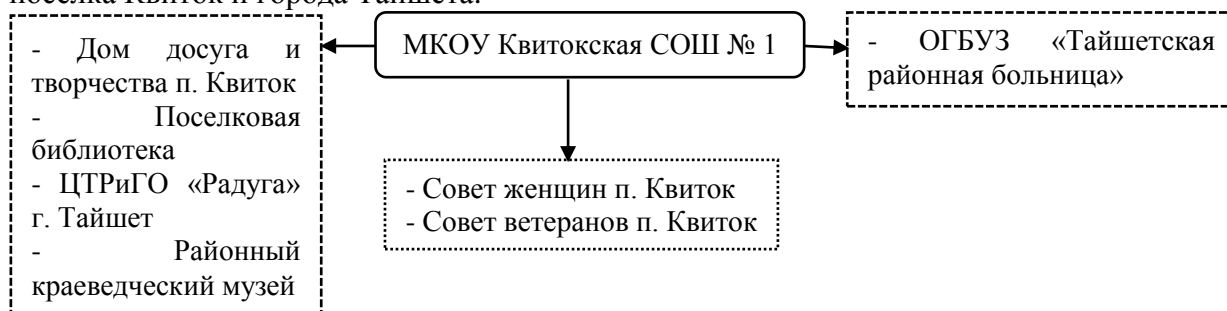 поселка Квиток и города Тайшета.
- Дом досуга и
творчества п. Квиток
- Поселковая
библиотека
- ЦТРиГО «Радуга»
г. Тайшет
- Районный
краеведческий музей
МКОУ Квитокская СОШ № 1
- Совет женщин п. Квиток
- Совет ветеранов п. Квиток
- ОГБУЗ «Тайшетская
районная больница»